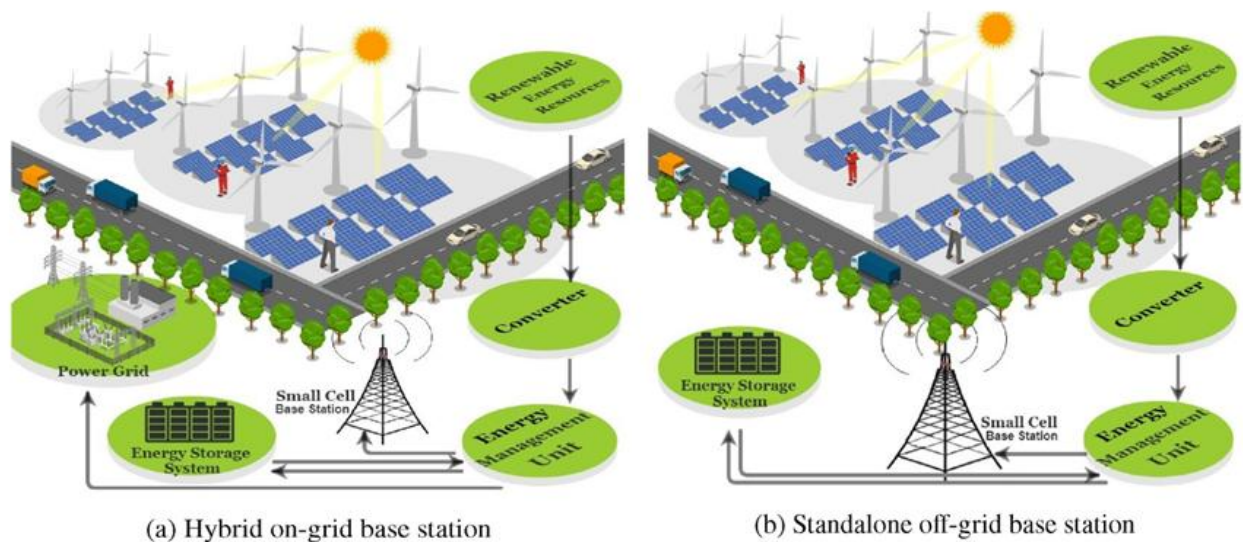 Renewable
Energy
Resources
Converter
Power Grid
Small Cell
Base Station
Energy Storage
System
Energy
Management
Unit
(a) Hybrid on-grid base station
Renewable
Energy
Resources
Converter
Energy Storage
System
Small Cell
Base Station
Energy
Management
Unit
(b) Standalone off-grid base station